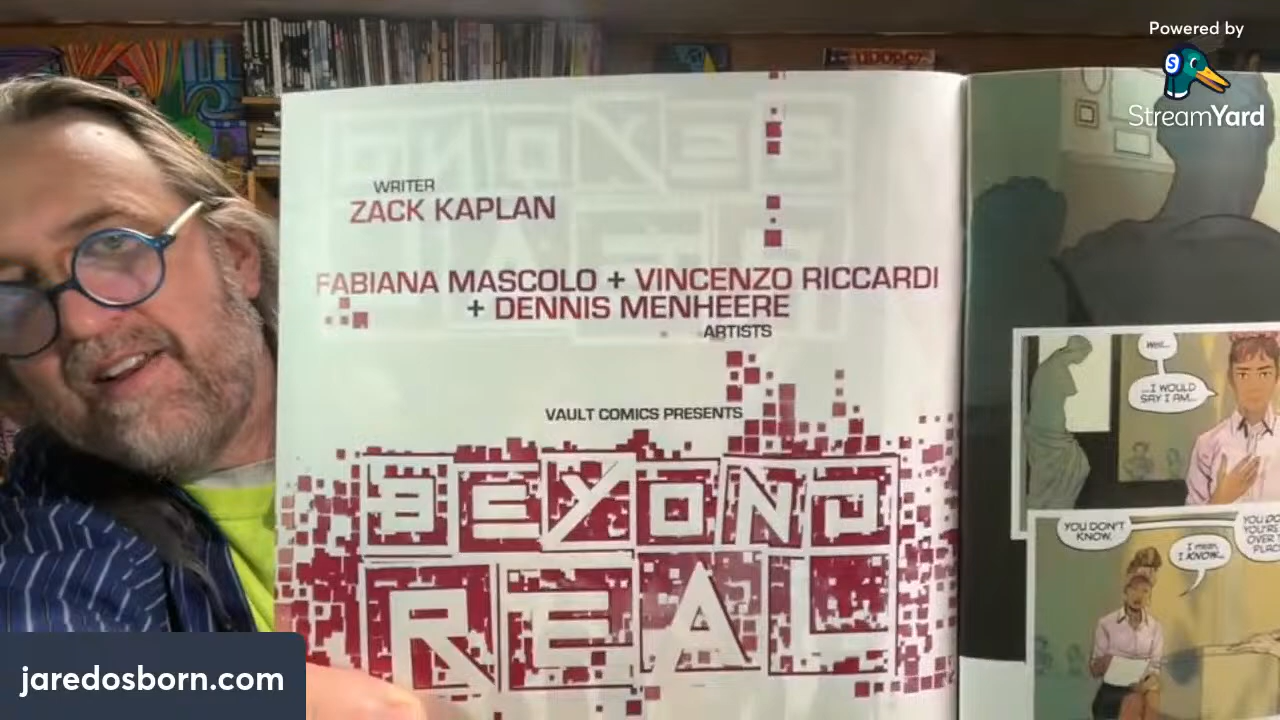 Powered by
StreamYard
WRITER
ZACK KAPLAN
FABIANA MASCOLO + VINCENZO RICCARDI
+ DENNIS MENHEERE
ARTISTS
VAULT COMICS PRESENTS
BEYOND
REAL
WELL...
...I WOULD
SAY I AM...
YOU DON'T
KNOW.
I mean,
I KNOW...
jaredosborn.com